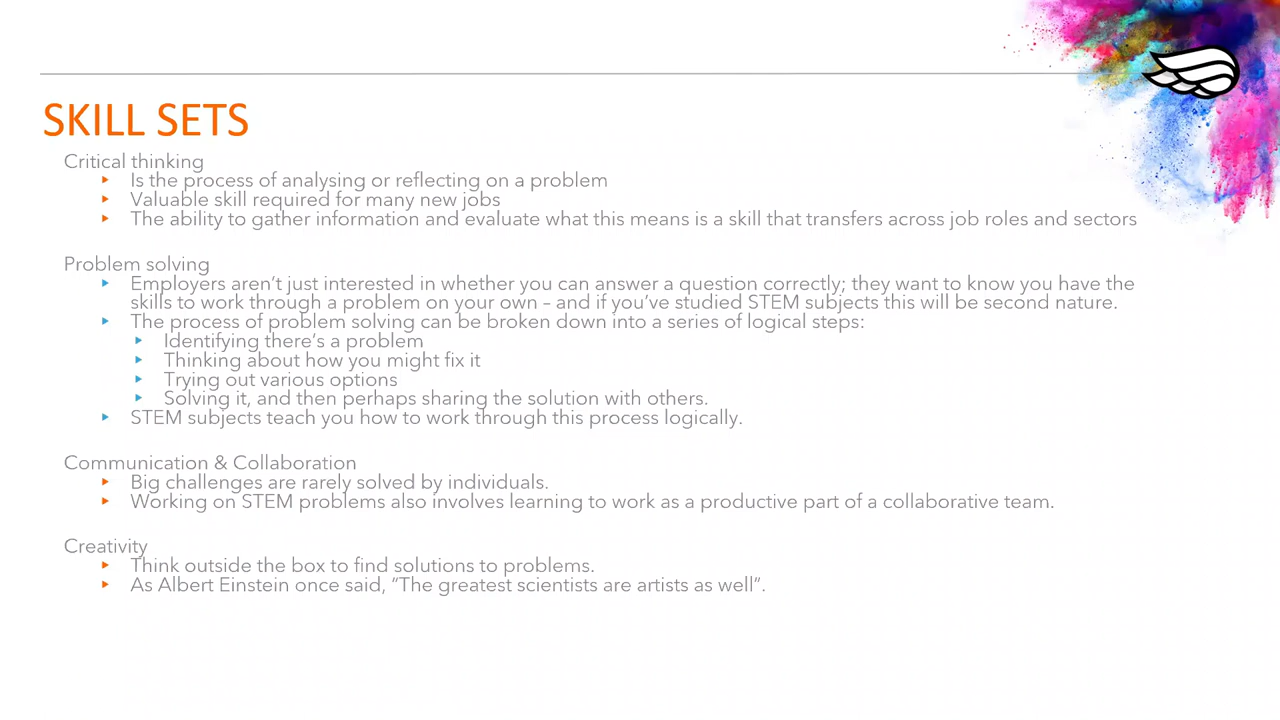 SKILL SETS
Critical thinking
Is the process of analysing or reflecting on a problem
Valuable skill required for many new jobs
The ability to gather information and evaluate what this means is a skill that transfers across job roles and sectors
Problem solving
Employers aren’t just interested in whether you can answer a question correctly; they want to know you have the
skills to work through a problem on your own – and if you’ve studied STEM subjects this will be second nature.
The process of problem solving can be broken down into a series of logical steps:
Identifying there’s a problem
Thinking about how you might fix it
Trying out various options
Solving it, and then perhaps sharing the solution with others.
STEM subjects teach you how to work through this process logically.
Communication & Collaboration
Big challenges are rarely solved by individuals.
Working on STEM problems also involves learning to work as a productive part of a collaborative team.
Creativity
Think outside the box to find solutions to problems.
As Albert Einstein once said, “The greatest scientists are artists as well”.